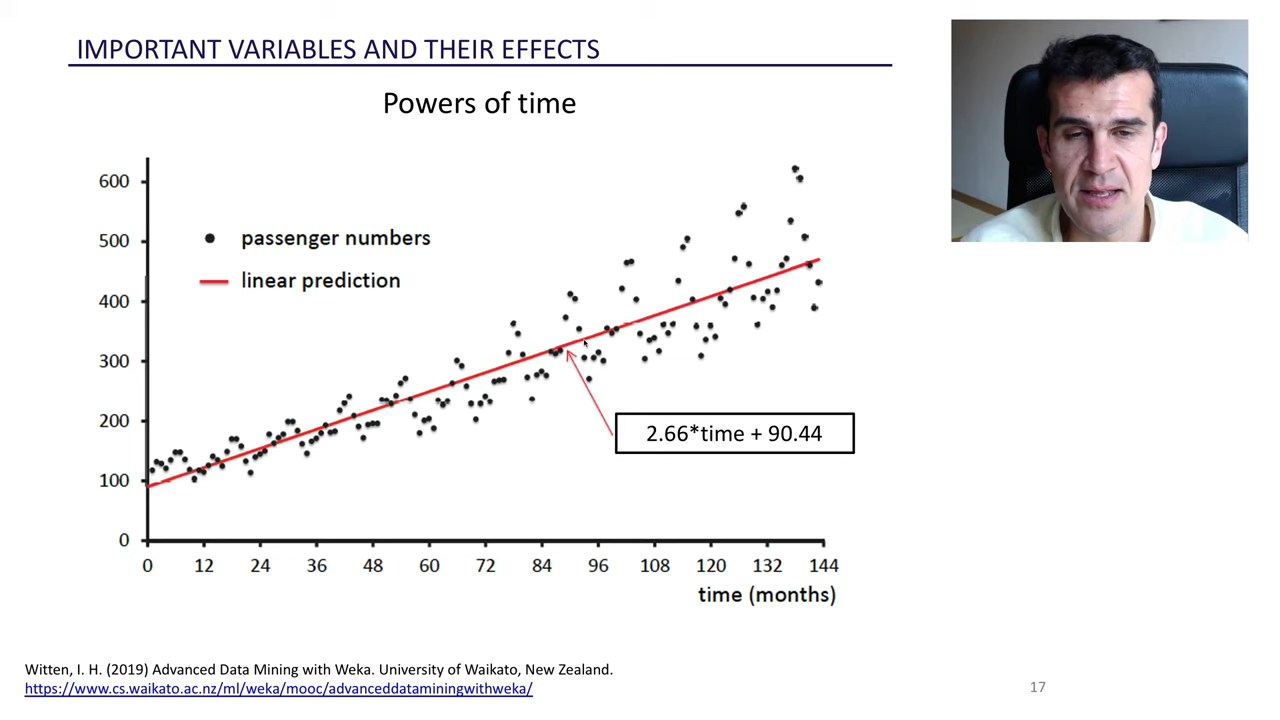 IMPORTANT VARIABLES AND THEIR EFFECTS
Powers of time
600
500
400
300
200
100
0
passenger numbers
linear prediction
2.66*time + 90.44
0 12 24 36 48 60 72 84 96 108 120 132 144
time (months)
Witten, I. H. (2019) Advanced Data Mining with Weka. University of Waikato, New Zealand.
https://www.cs.waikato.ac.nz/ml/weka/mooc/advanceddataminingwithweka/
17